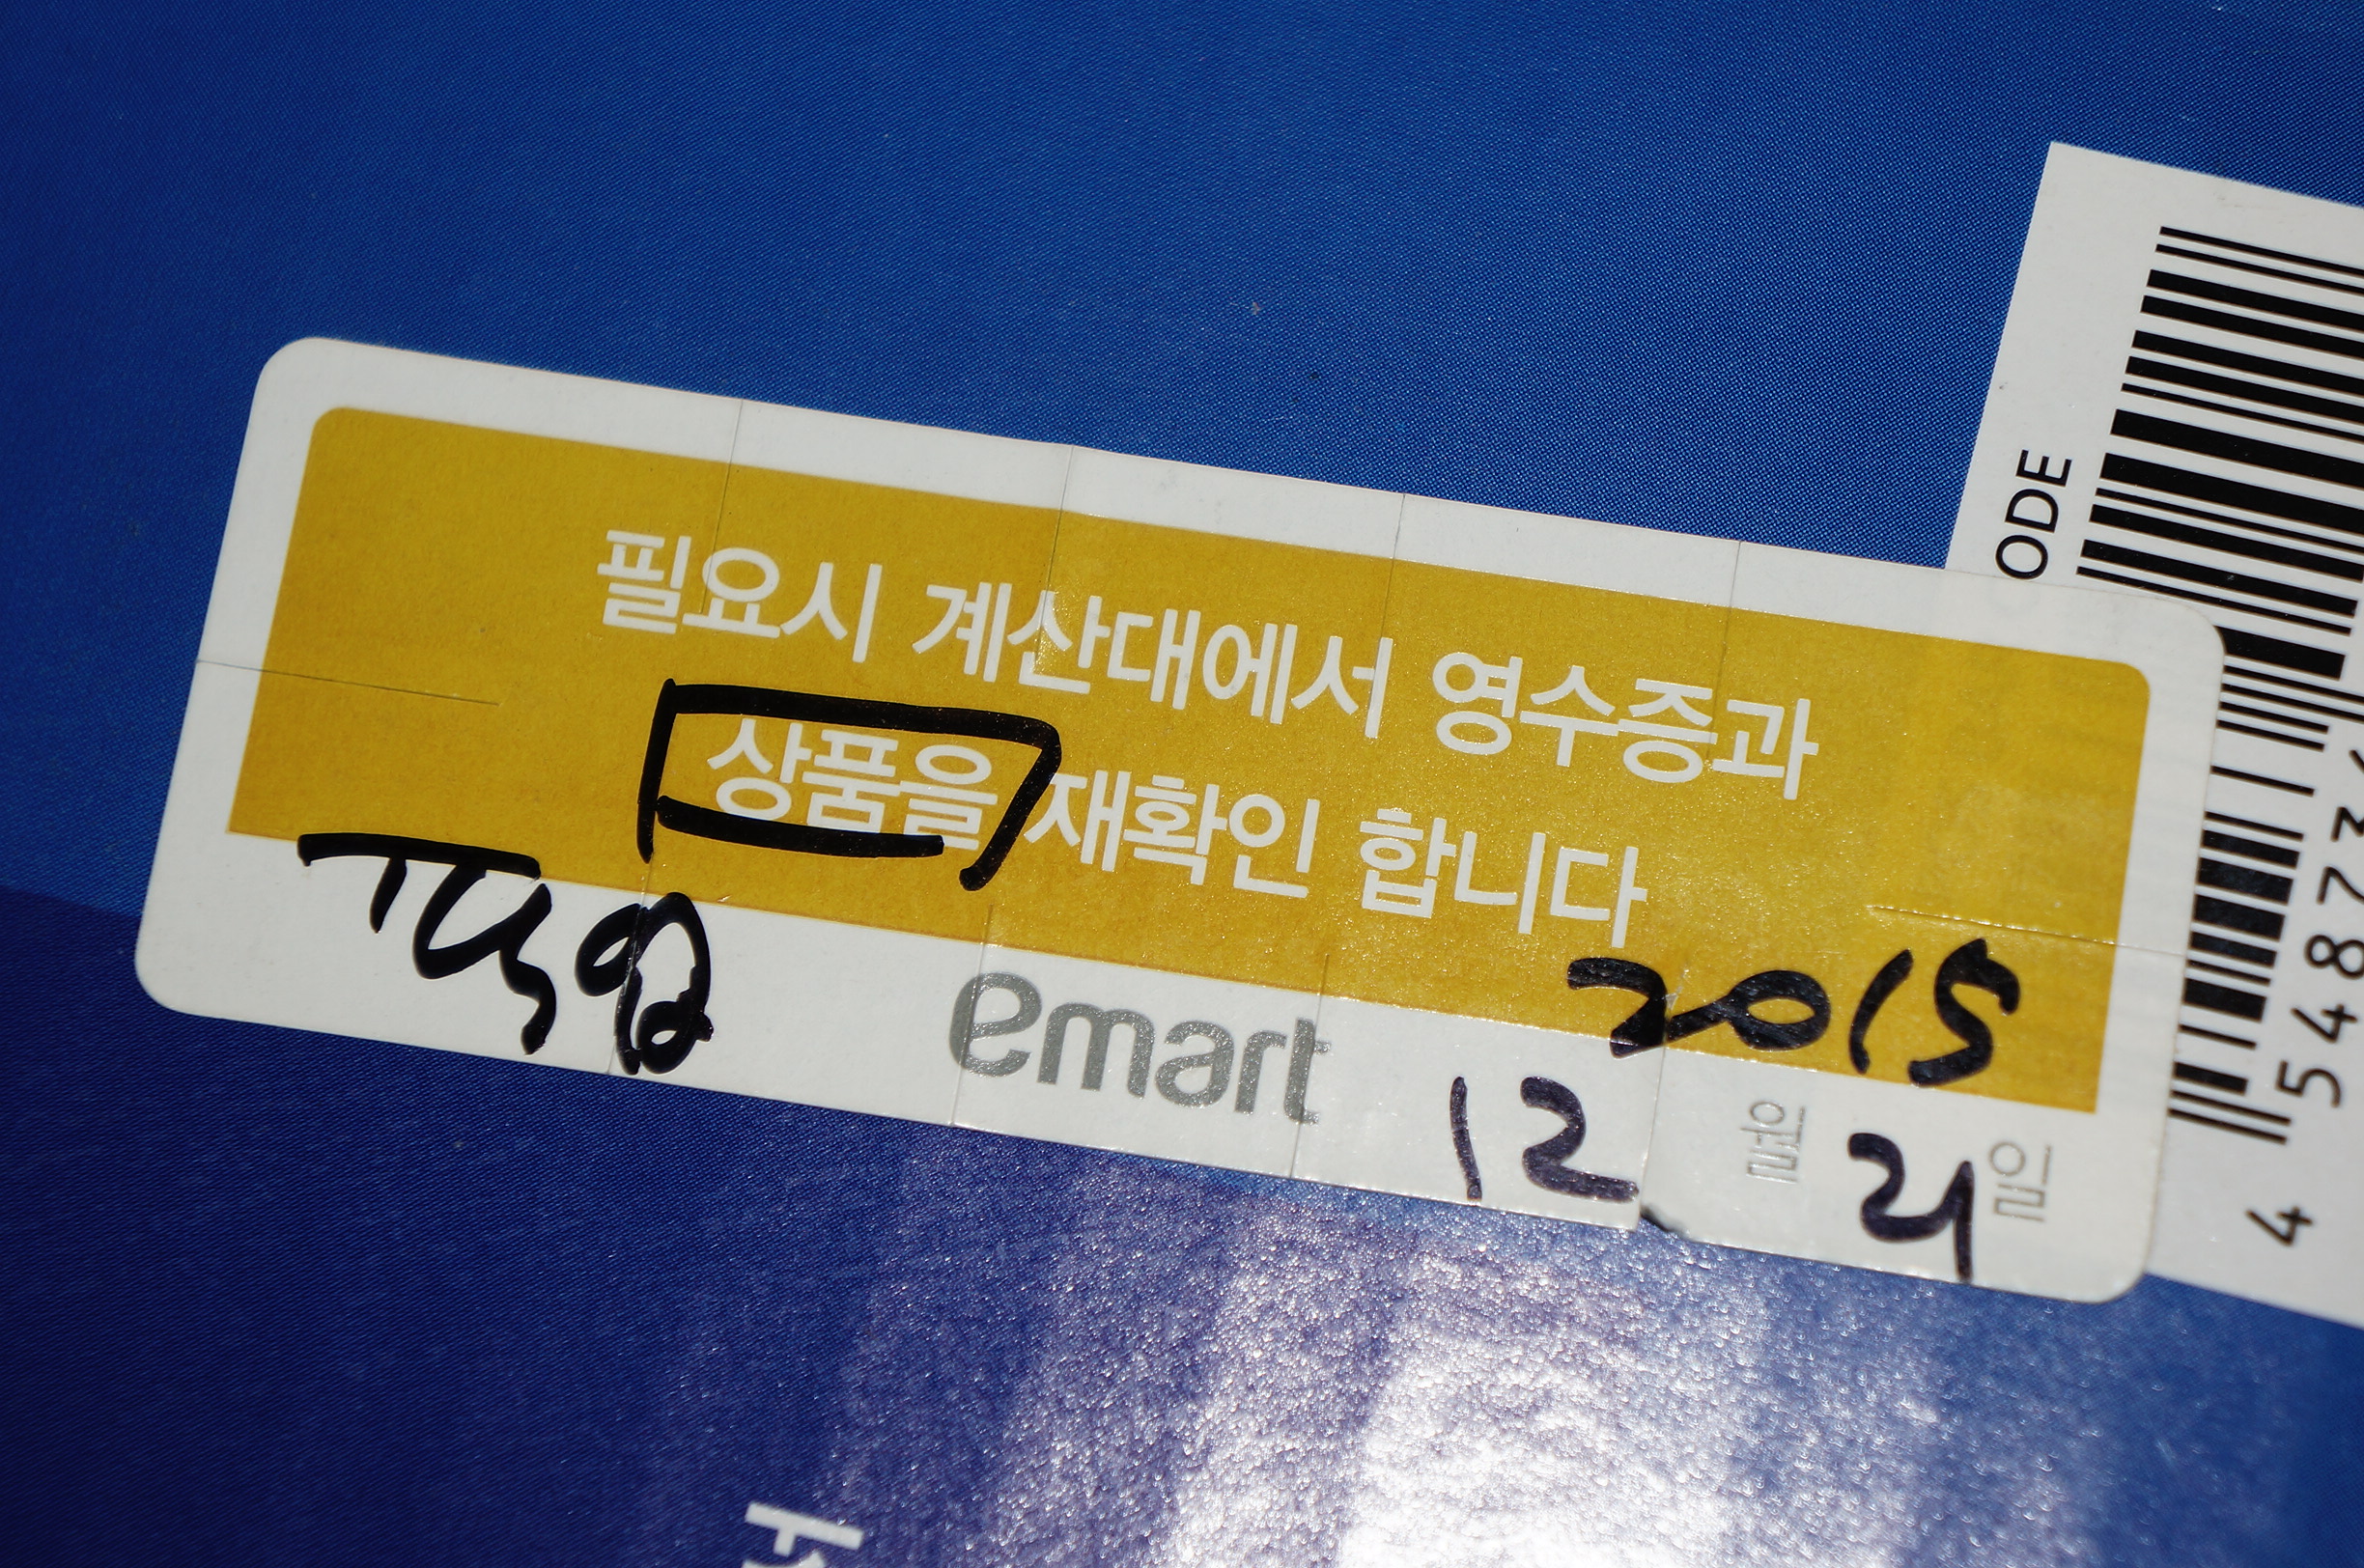 필요시 계산대에서 영수증과
상품을 재확인 합니다
emart
2015
12 월 21 일
ODE